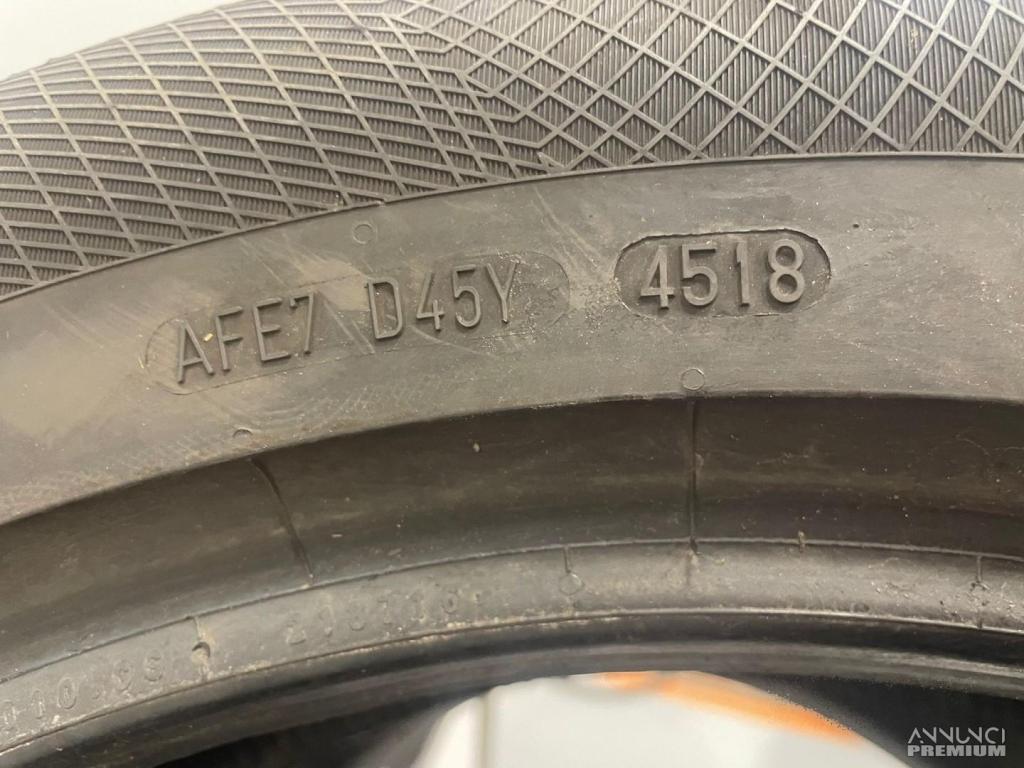 AFE7 D45Y 4518
ANNUNCI
PREMIUM